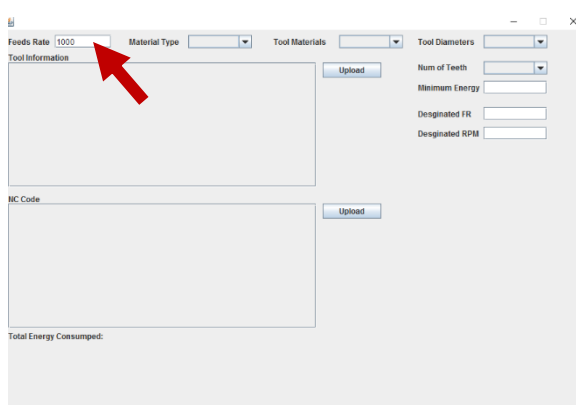 Feeds Rate 1000 Material Type Tool Materials Tool Diameters
Tool Information
Upload
Num of Teeth
Minimum Energy
Desginated FR
Desginated RPM
NC Code
Upload
Total Energy Consumped: